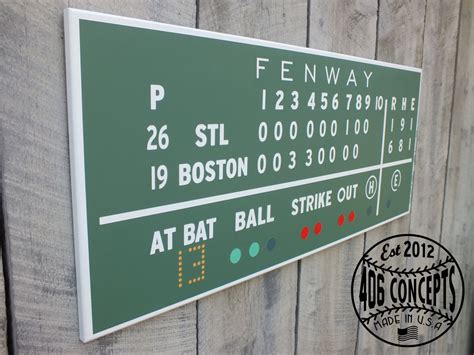 FENWAY
P 1 2 3 4 5 6 7 8 9 10 R H E
26 STL 0 0 0 0 0 0 1 0 0 1 9 1
19 BOSTON 0 0 3 3 0 0 0 0 6 8 1
AT BAT BALL STRIKE OUT H E
13
Est 2012
406 CONCEPTS
MADE IN U.S.A